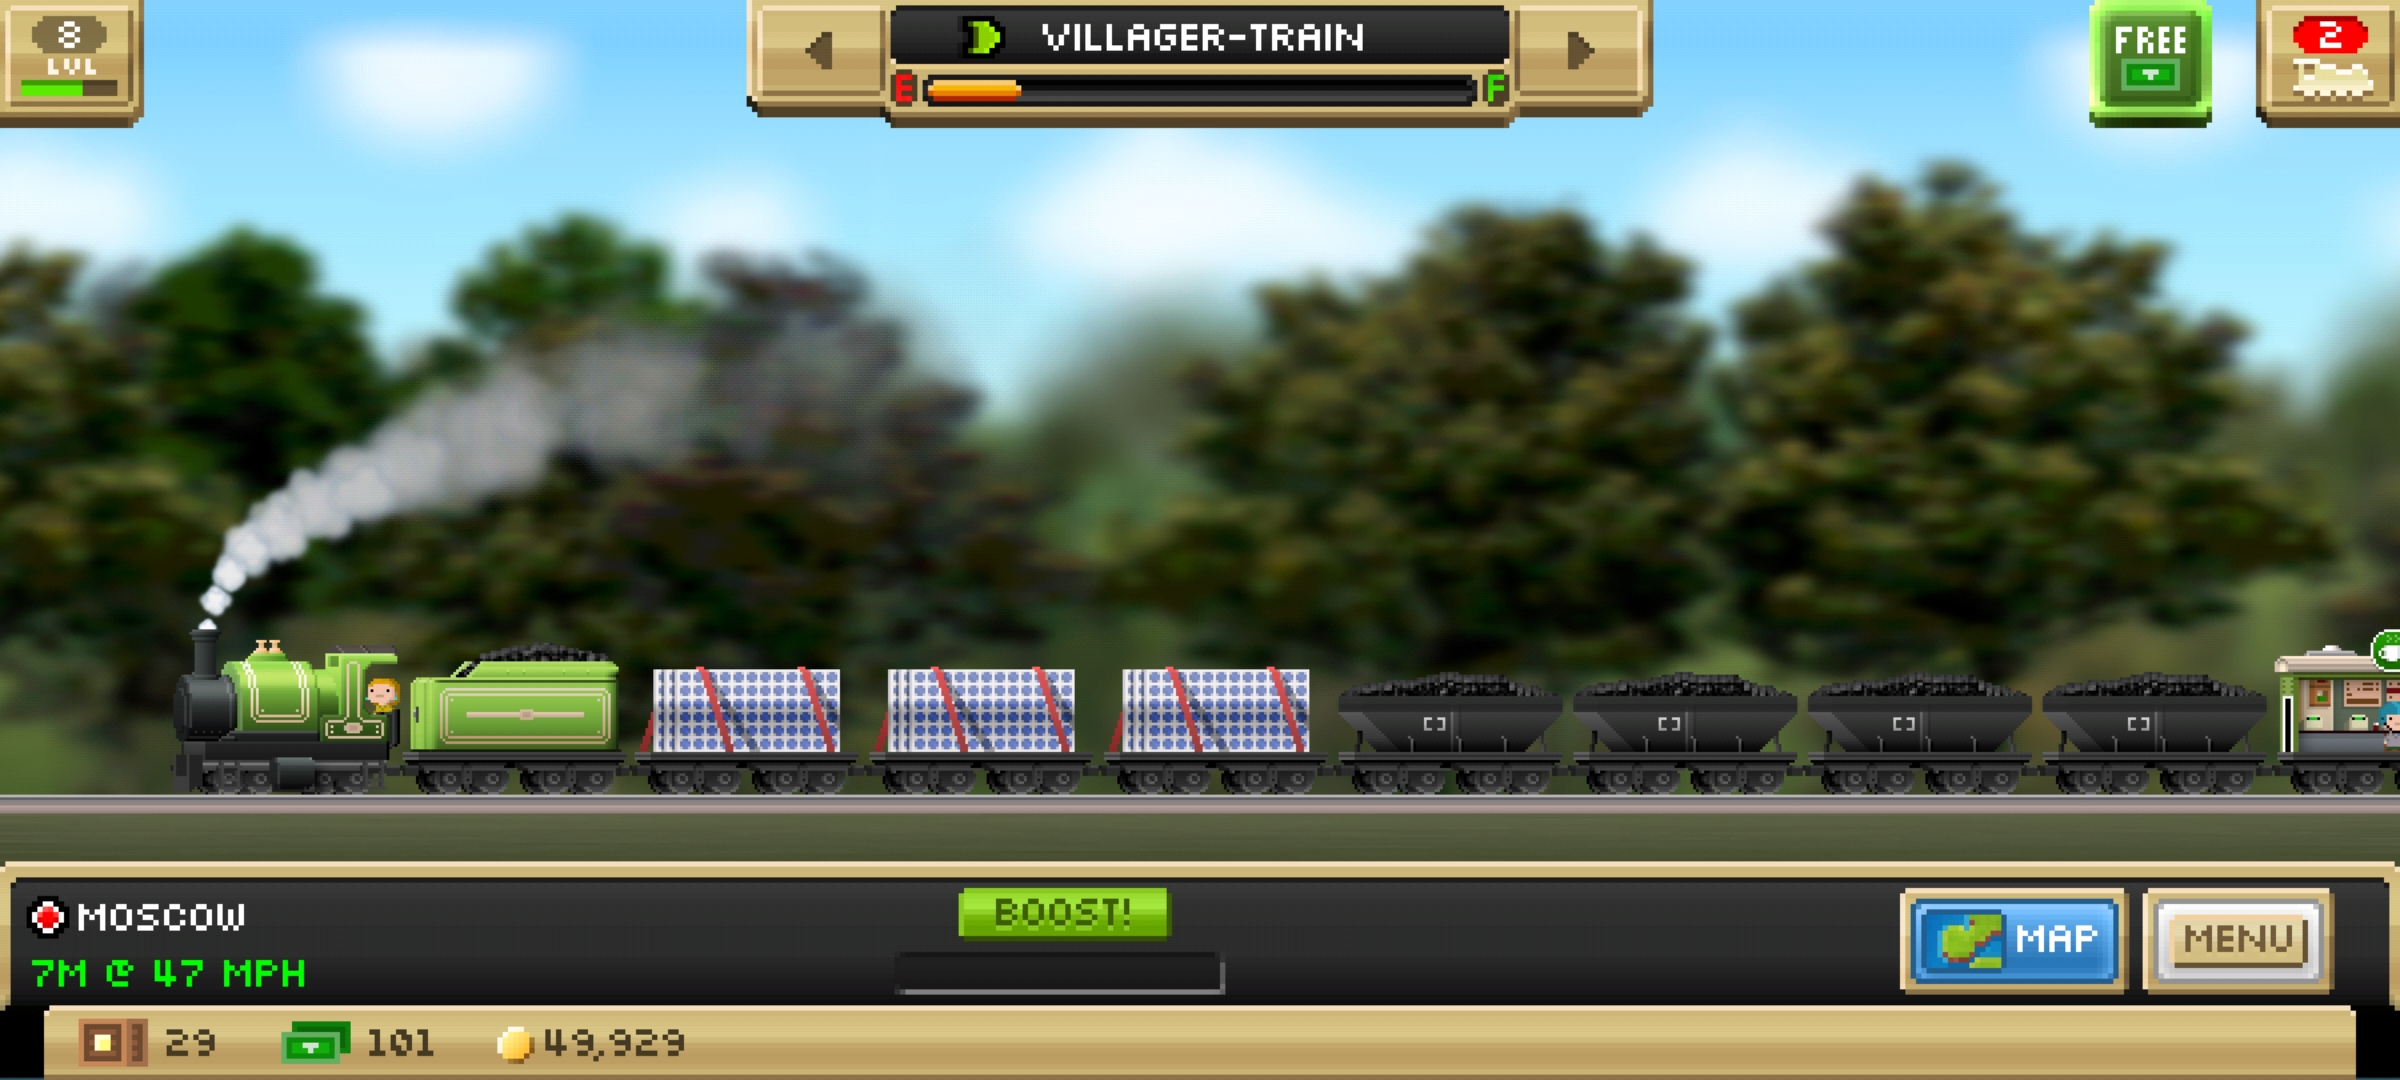 8
LVL
VILLAGER-TRAIN
E F
FREE
2
MOSCOW
7M @ 47 MPH
BOOST!
MAP
MENU
29
101
49,929